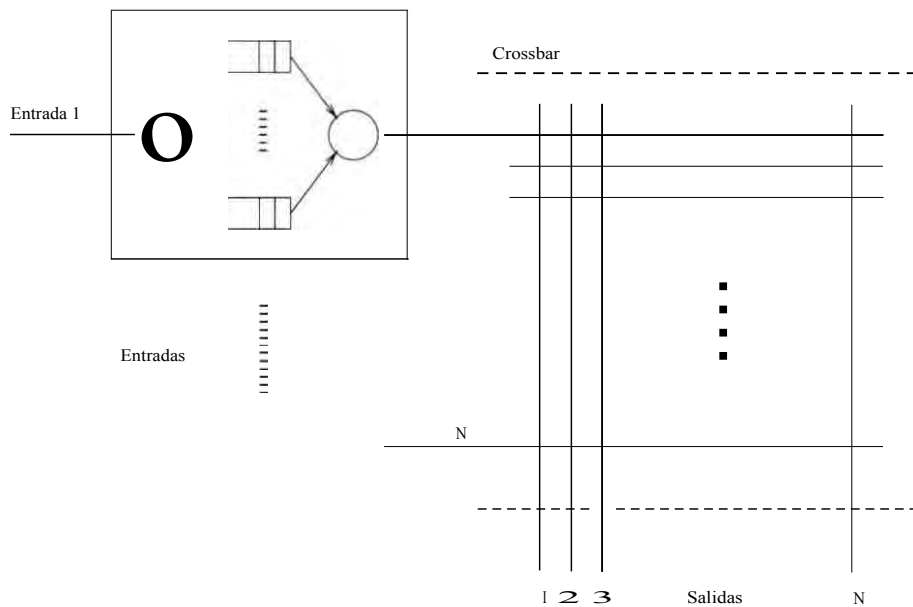 Crossbar
Entrada 1
O
Entradas
N
1 2 3 Salidas N